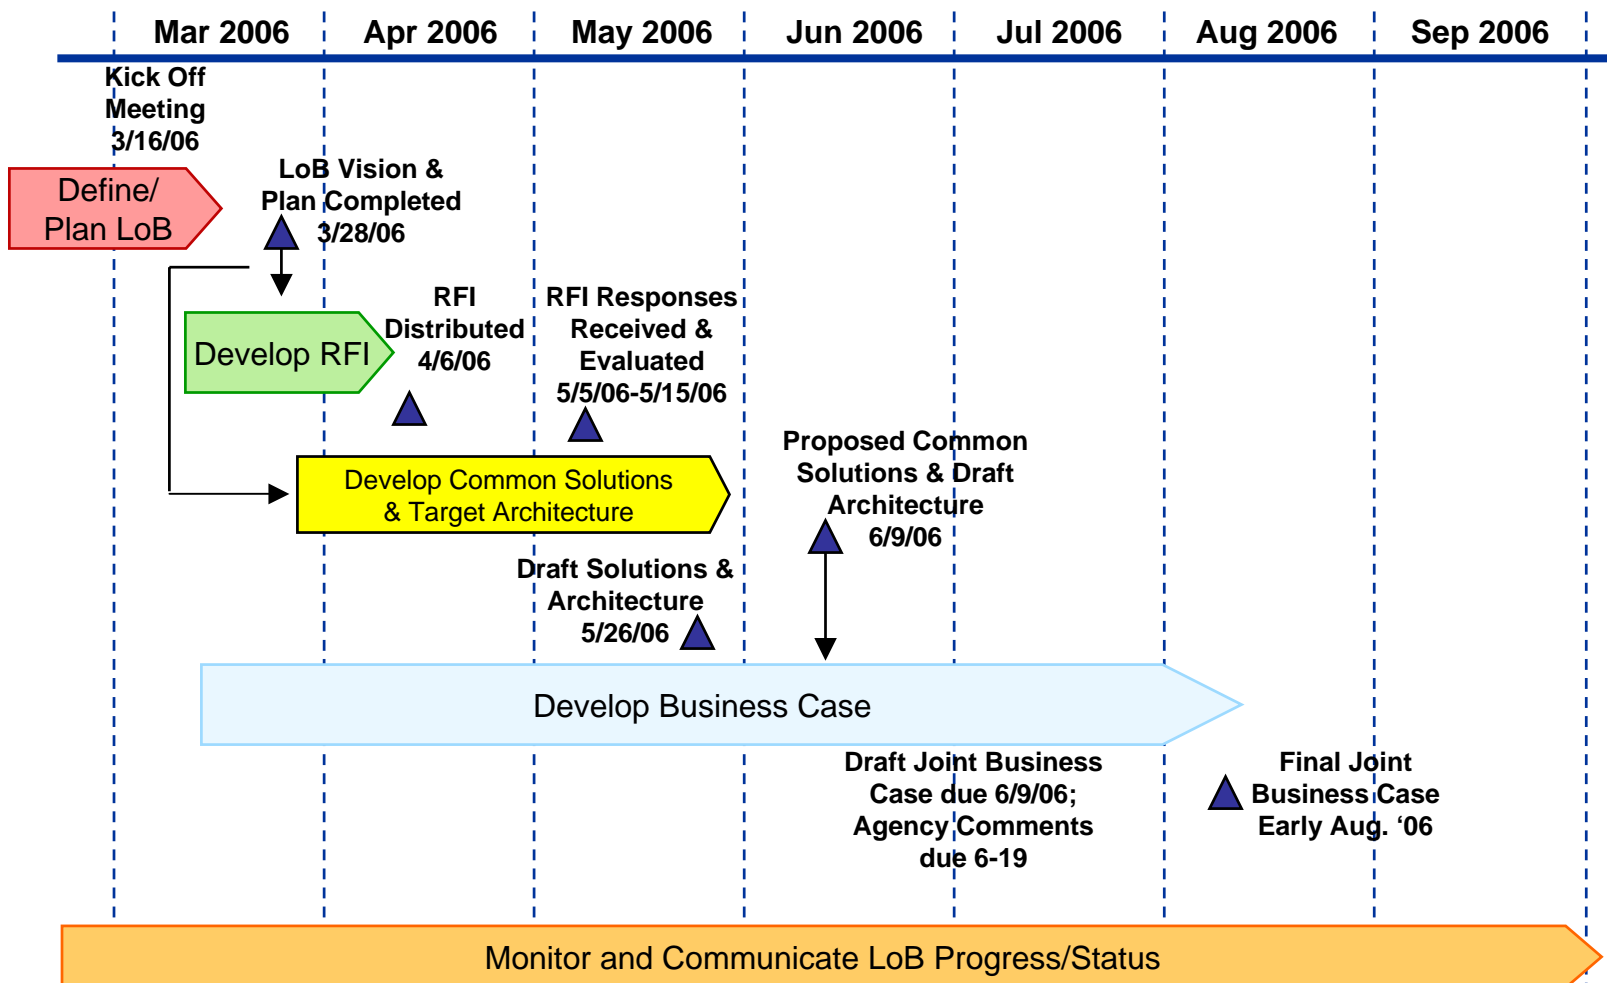 Mar 2006
Apr 2006
May 2006
Jun 2006
Jul 2006
Aug 2006
Sep 2006
Kick Off
Meeting
3/16/06
Define/
Plan LoB
LoB Vision &
Plan Completed
3/28/06
Develop RFI
RFI
Distributed
4/6/06
RFI Responses
Received &
Evaluated
5/5/06-5/15/06
Develop Common Solutions
& Target Architecture
Proposed Common
Solutions & Draft
Architecture
6/9/06
Draft Solutions &
Architecture
5/26/06
Develop Business Case
Draft Joint Business
Case due 6/9/06;
Agency Comments
due 6-19
Final Joint
Business Case
Early Aug. ‘06
Monitor and Communicate LoB Progress/Status